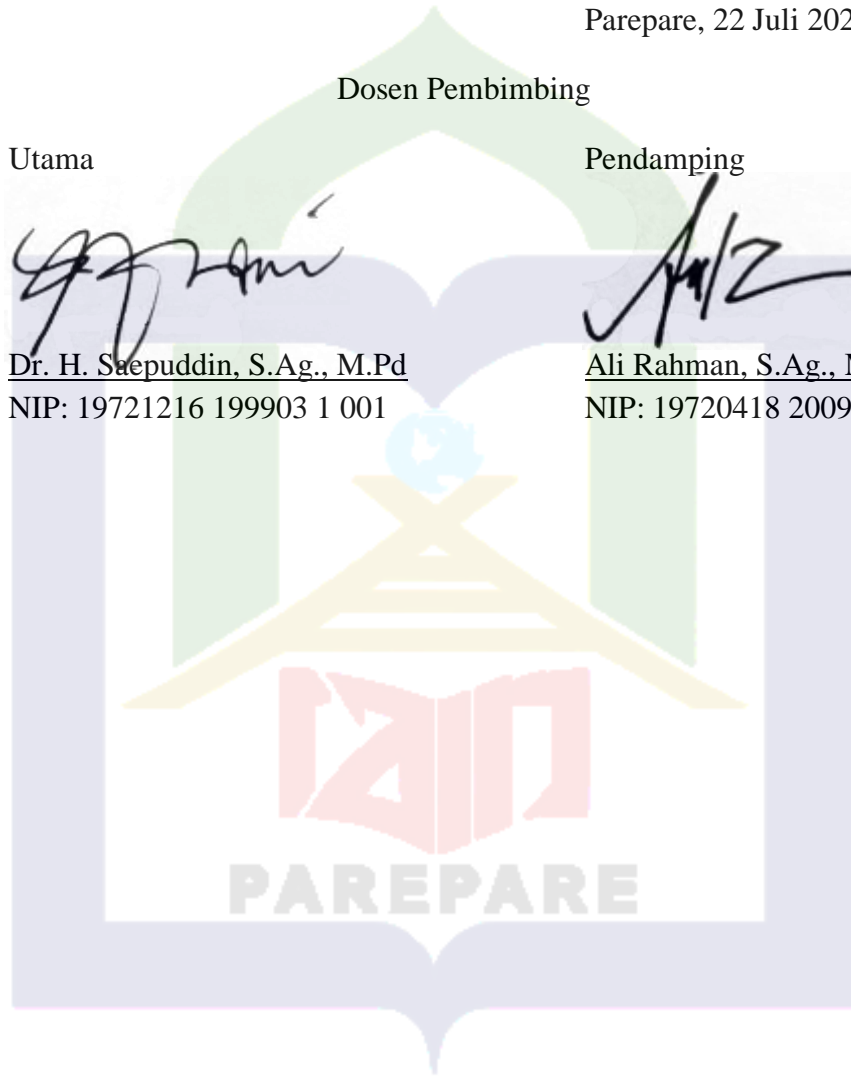 Parepare, 22 Juli 202
Dosen Pembimbing
Utama Pendamping
Dr. H. Saepuddin, S.Ag., M.Pd Ali Rahman, S.Ag., M
NIP: 19721216 199903 1 001 NIP: 19720418 2009
iain
PAREPARE